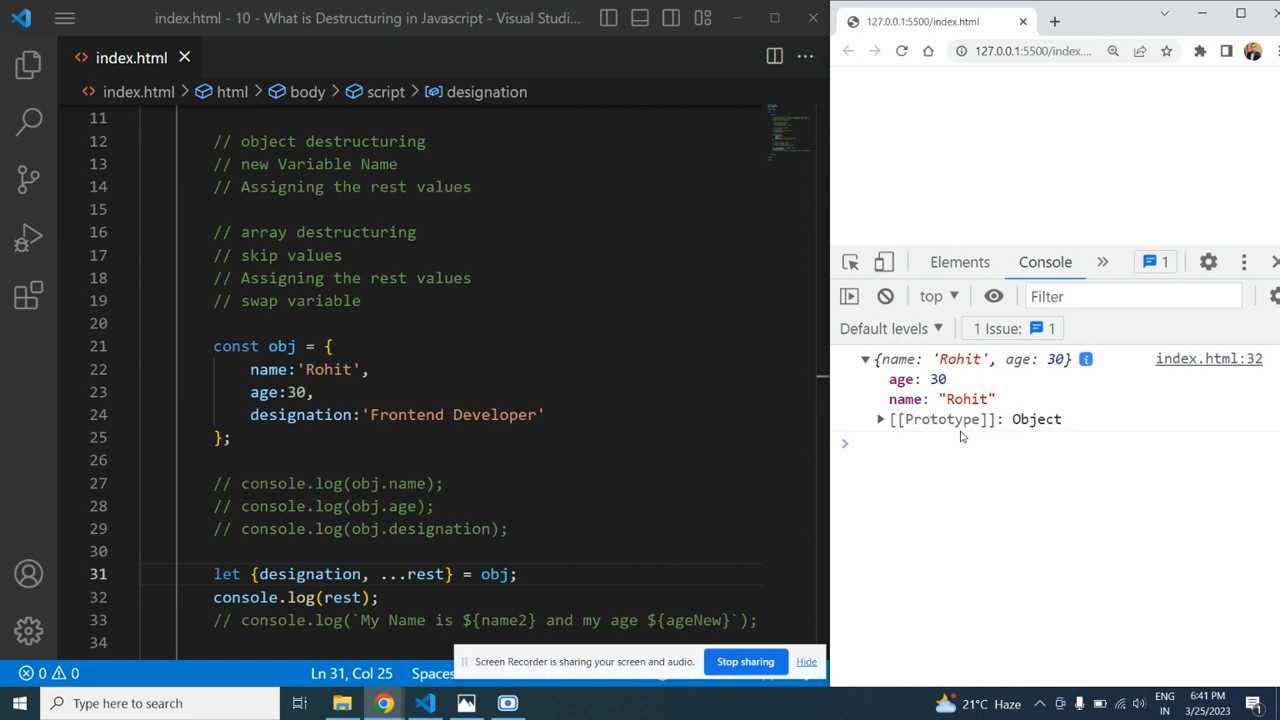 index.html - 10 - What is Destructuring in Javascript - Visual Studi...
index.html
index.html > html > body > script > designation
11
12 // object destructuring
13 // new Variable Name
14 // Assigning the rest values
15
16 // array destructuring
17 // skip values
18 // Assigning the rest values
19 // swap variable
20
21 const obj = {
22 name:'Rohit',
23 age:30,
24 designation:'Frontend Developer'
25 };
26
27 // console.log(obj.name);
28 // console.log(obj.age);
29 // console.log(obj.designation);
30
31 let {designation, ...rest} = obj;
32 console.log(rest);
33 // console.log(`My Name is ${name2} and my age ${ageNew}`);
34
0 0
Ln 31, Col 25 Spaces
Screen Recorder is sharing your screen and audio. Stop sharing Hide
127.0.0.1:5500/index.html
127.0.0.1:5500/index....
Elements Console » 1
top Filter
Default levels 1 Issue: 1
{name: 'Rohit', age: 30} index.html:32
age: 30
name: "Rohit"
[[Prototype]]: Object
Type here to search
21°C Haze
ENG
IN
6:41 PM
3/25/2023
1